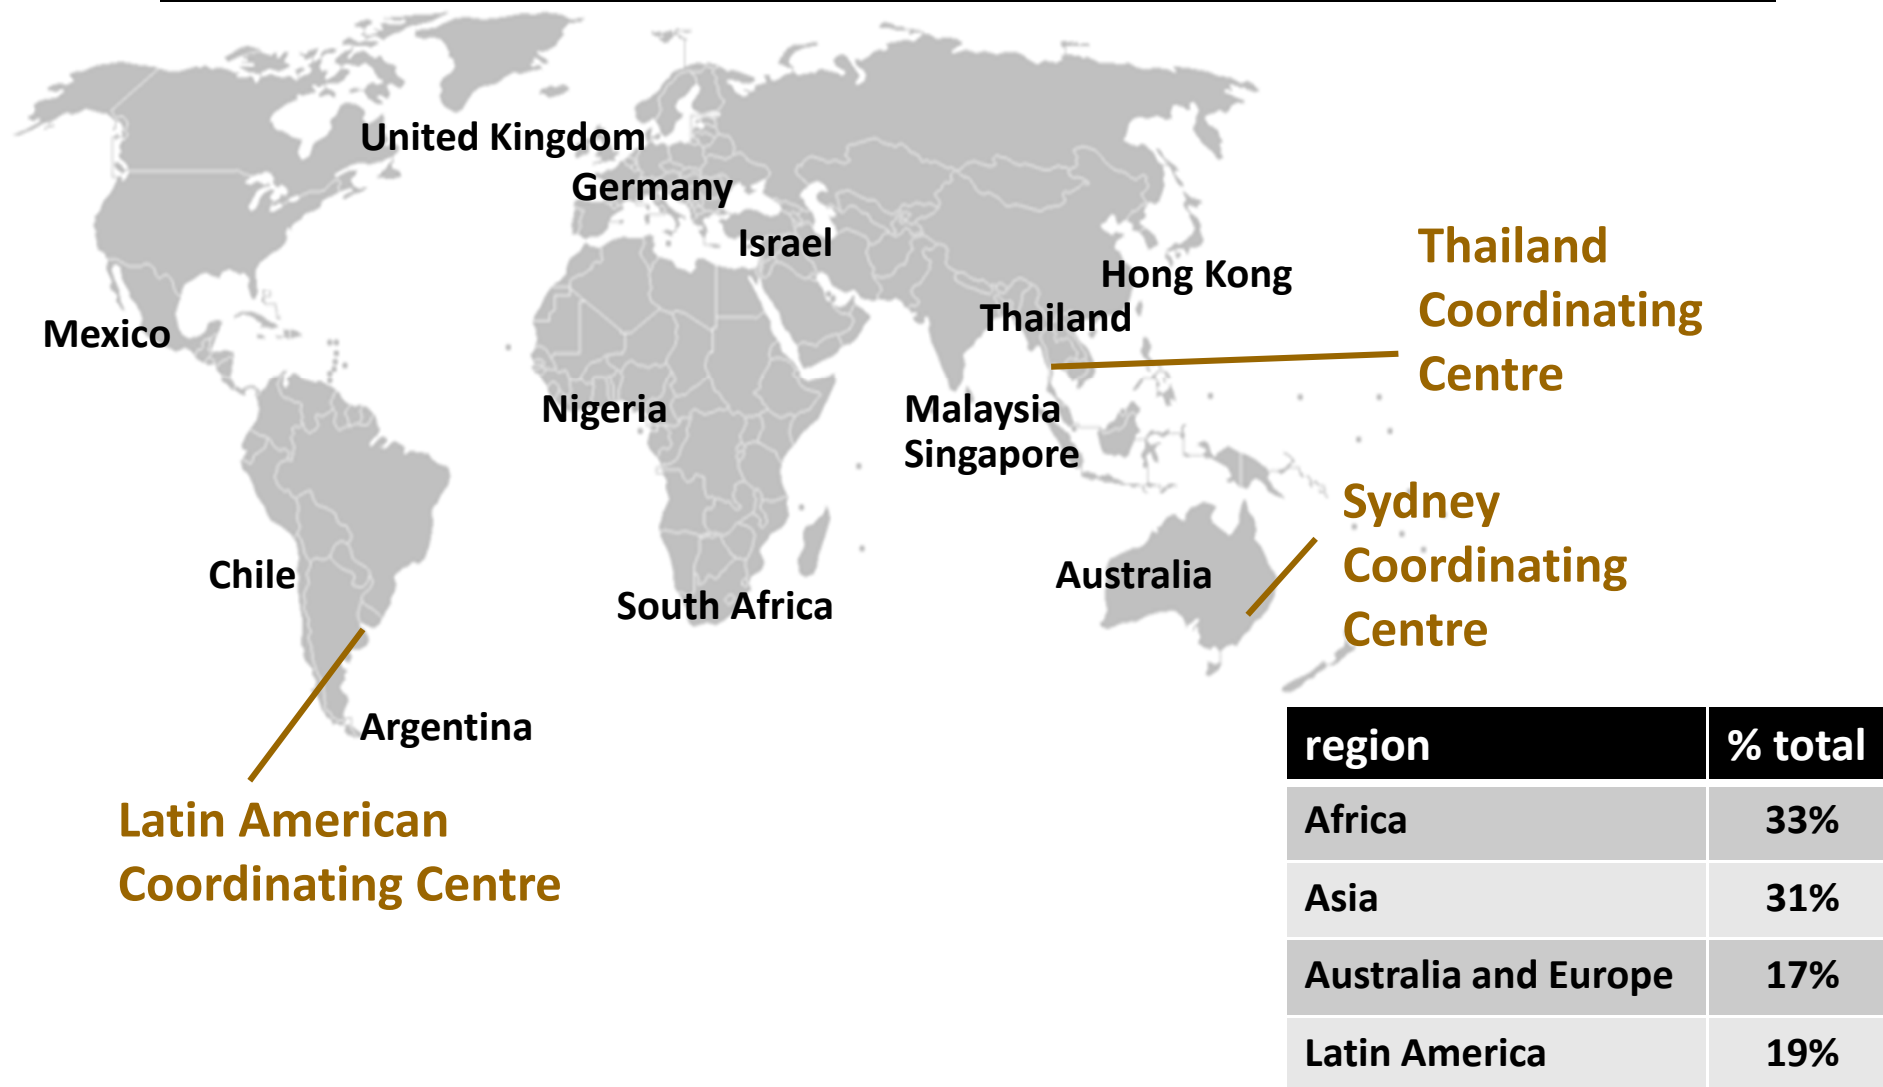 United Kingdom
Germany
Israel
Hong Kong
Thailand
Mexico
Nigeria
Malaysia
Singapore
Chile
South Africa
Australia
Argentina
Thailand
Coordinating
Centre
Sydney
Coordinating
Centre
Latin American
Coordinating Centre
region % total
Africa 33%
Asia 31%
Australia and Europe 17%
Latin America 19%